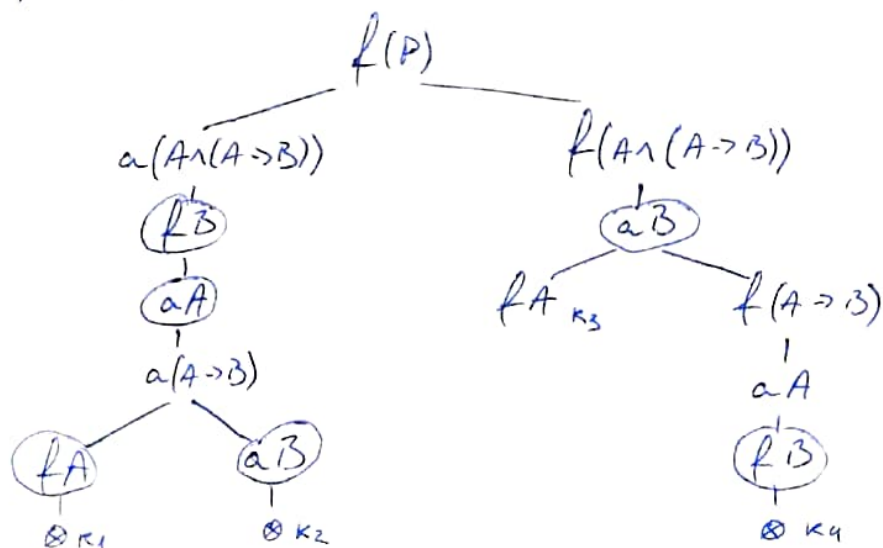 f(P)
a(A∧(A->B)) f(A∧(A->B))
fB aB
aA fA K3 f(A->B)
a(A->B) aA
fA aB fB
⊗ K1 ⊗ K2 ⊗ K4